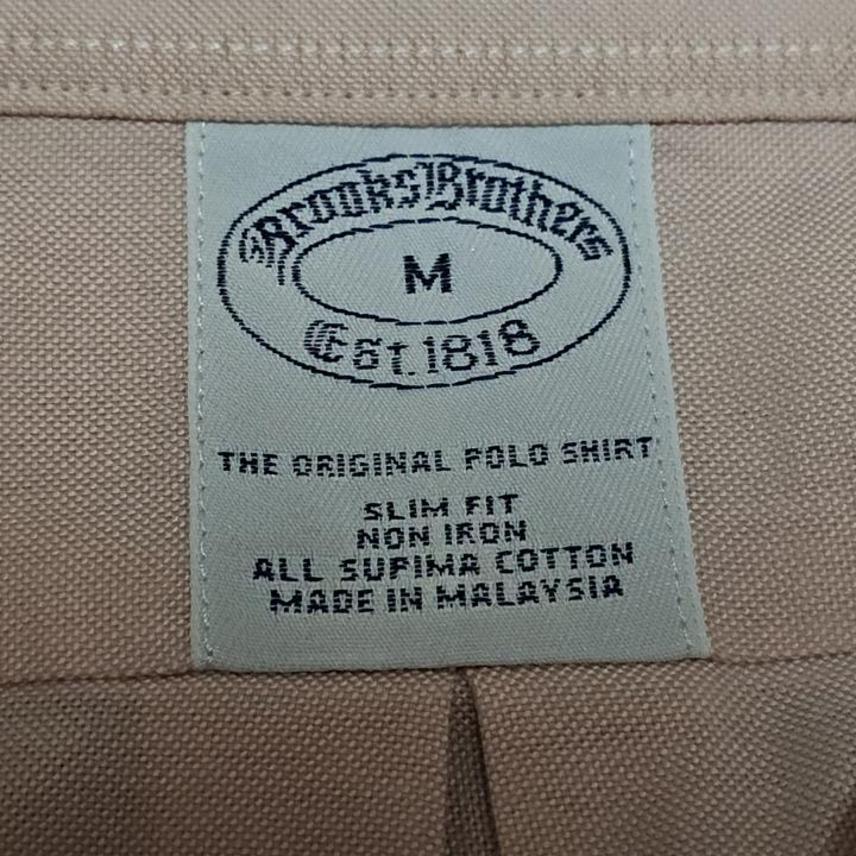 Brooks Brothers
M
Est. 1818
THE ORIGINAL POLO SHIRT
SLIM FIT
NON IRON
ALL SUPIMA COTTON
MADE IN MALAYSIA